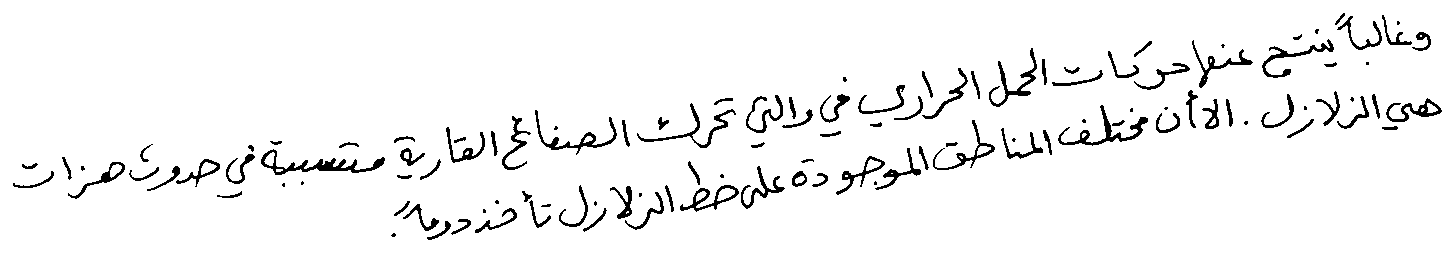 وغالباً ينتج عنها حركات الحمل الحراري في والتي تحرك الصفائح القارية متسببة في حدوث هزات
هي الزلازل . الا أن مختلف المناطق الموجودة على خط الزلازل تأخذ دوماً .